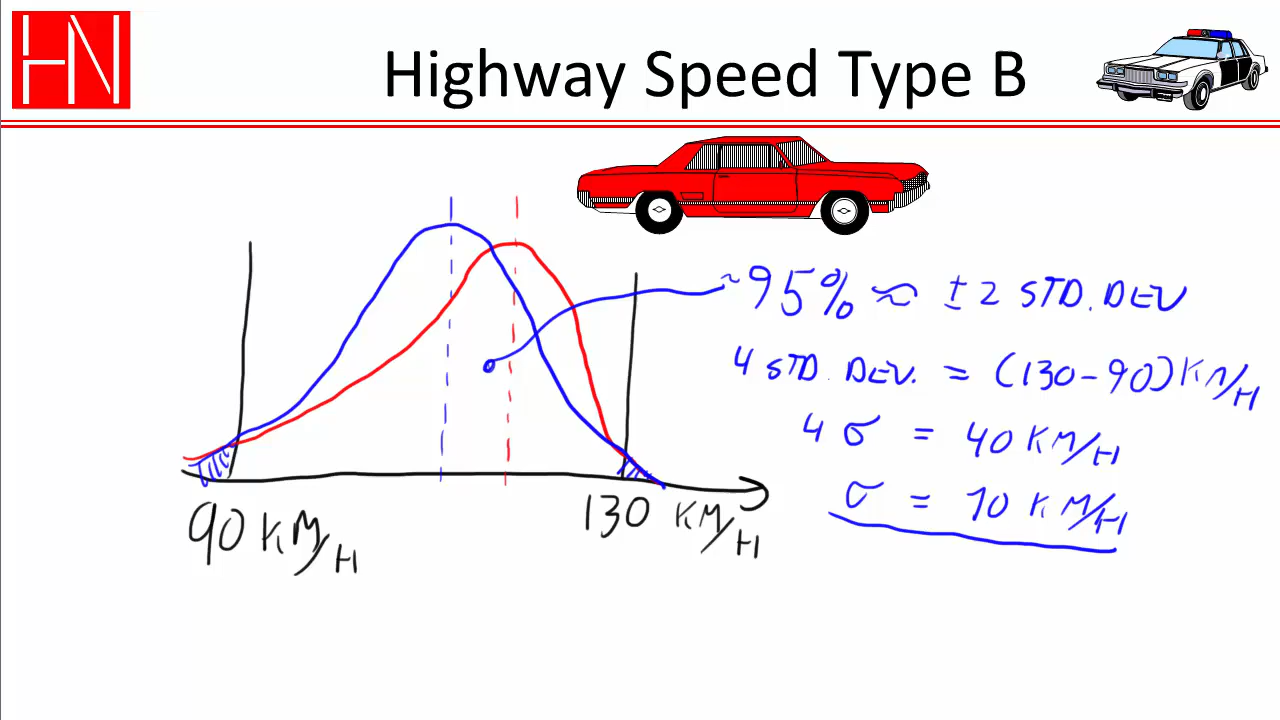 HN
Highway Speed Type B
~95% ≈ ± 2 STD. DEV
4 STD. DEV. = (130-90) KM/H
4 σ = 40 KM/H
σ = 10 KM/H
90 KM/H
130 KM/H